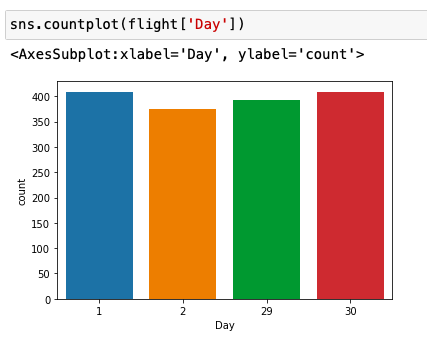 sns.countplot(flight['Day'])
<AxesSubplot:xlabel='Day', ylabel='count'>
400
350
300
250
200
150
100
50
0
count
1 2 29 30
Day